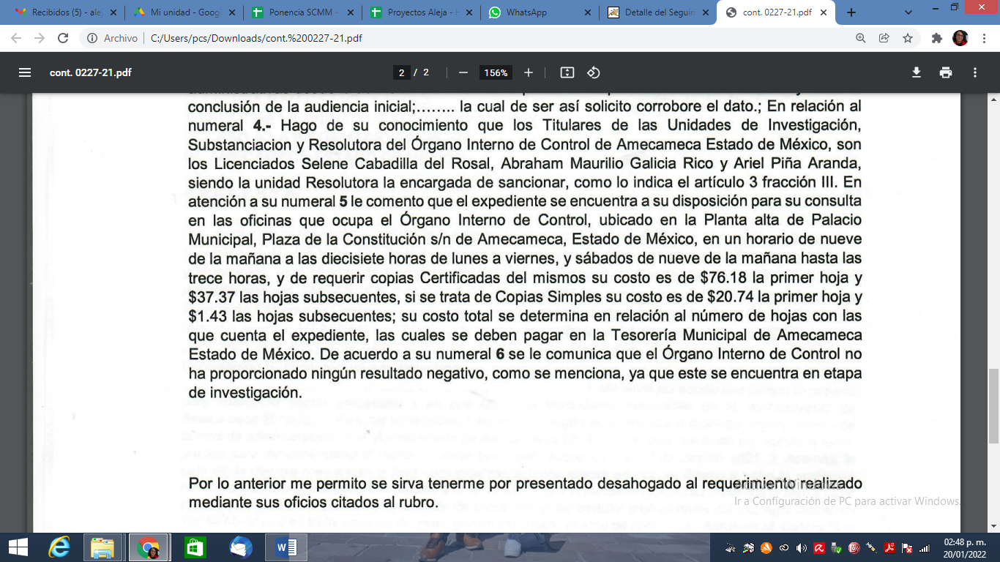 Recibidos (5) - alej
Mi unidad - Googl
Ponencia SCMM -
Proyectos Aleja - H
WhatsApp
Detalle del Seguim
cont. 0227-21.pdf
Archivo | C:/Users/pcs/Downloads/cont.%200227-21.pdf
cont. 0227-21.pdf
2 / 2
156%
conclusión de la audiencia inicial;........ la cual de ser así solicito corrobore el dato.; En relación al
numeral 4.- Hago de su conocimiento que los Titulares de las Unidades de Investigación,
Substanciacion y Resolutora del Órgano Interno de Control de Amecameca Estado de México, son
los Licenciados Selene Cabadilla del Rosal, Abraham Maurilio Galicia Rico y Ariel Piña Aranda,
siendo la unidad Resolutora la encargada de sancionar, como lo indica el artículo 3 fracción III. En
atención a su numeral 5 le comento que el expediente se encuentra a su disposición para su consulta
en las oficinas que ocupa el Órgano Interno de Control, ubicado en la Planta alta de Palacio
Municipal, Plaza de la Constitución s/n de Amecameca, Estado de México, en un horario de nueve
de la mañana a las diecisiete horas de lunes a viernes, y sábados de nueve de la mañana hasta las
trece horas, y de requerir copias Certificadas del mismos su costo es de $76.18 la primer hoja y
$37.37 las hojas subsecuentes, si se trata de Copias Simples su costo es de $20.74 la primer hoja y
$1.43 las hojas subsecuentes; su costo total se determina en relación al número de hojas con las
que cuenta el expediente, las cuales se deben pagar en la Tesorería Municipal de Amecameca
Estado de México. De acuerdo a su numeral 6 se le comunica que el Órgano Interno de Control no
ha proporcionado ningún resultado negativo, como se menciona, ya que este se encuentra en etapa
de investigación.
Por lo anterior me permito se sirva tenerme por presentado desahogado al requerimiento realizado
mediante sus oficios citados al rubro.
Activar Windows
Ir a Configuración de PC para activar Windows.
02:48 p. m.
20/01/2022